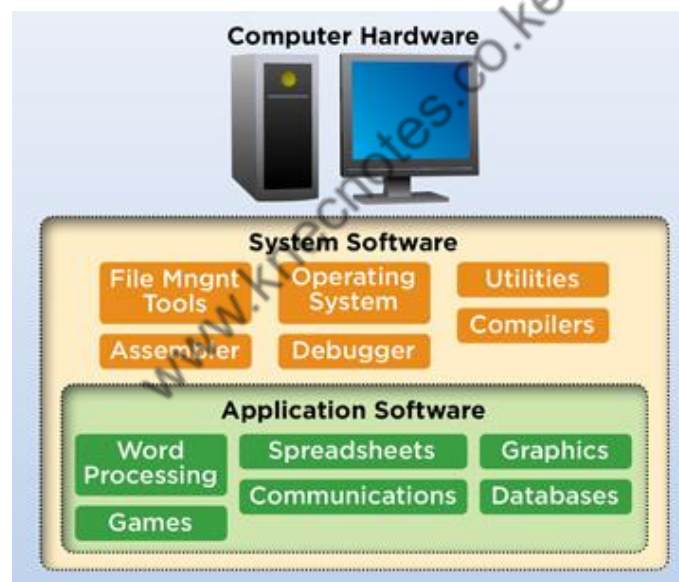 Computer Hardware
www.knecnotes.co.ke
System Software
File Mngnt
Tools
Operating
System
Utilities
Compilers
Assembler
Debugger
Application Software
Word
Processing
Spreadsheets
Graphics
Communications
Databases
Games